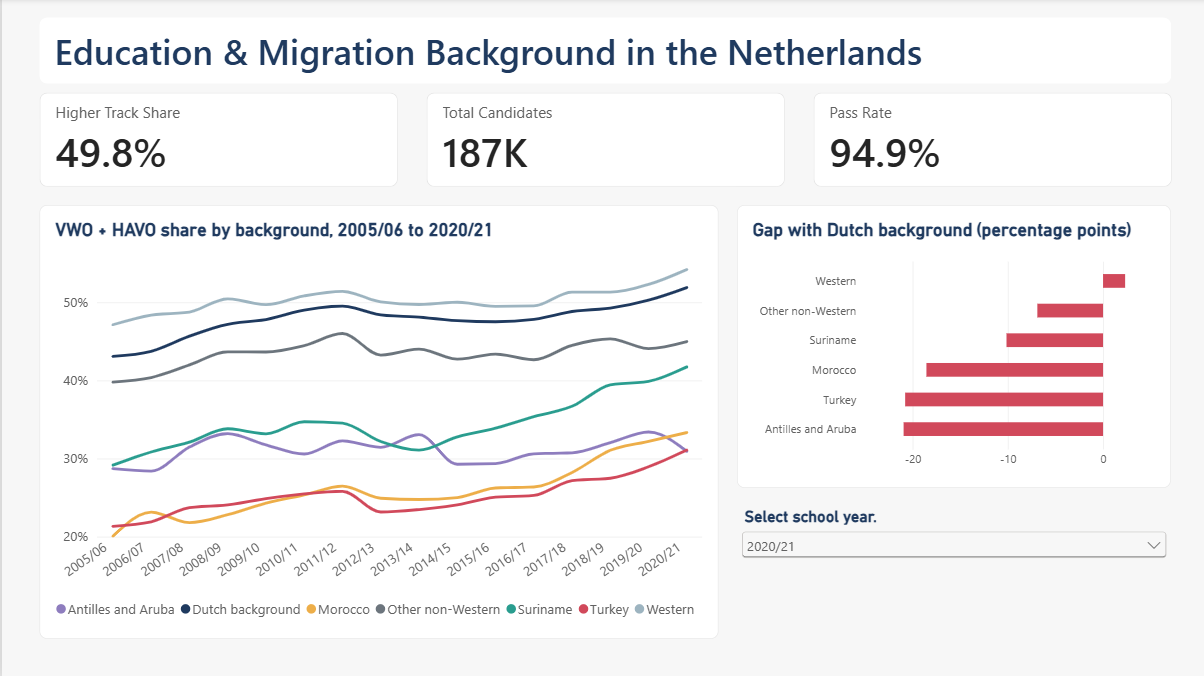 Education & Migration Background in the Netherlands
Higher Track Share
49.8%
Total Candidates
187K
Pass Rate
94.9%
VWO + HAVO share by background, 2005/06 to 2020/21
50%
40%
30%
20%
2005/06
2006/07
2007/08
2008/09
2009/10
2010/11
2011/12
2012/13
2013/14
2014/15
2015/16
2016/17
2017/18
2018/19
2019/20
2020/21
Antilles and Aruba Dutch background Morocco Other non-Western Suriname Turkey Western
Gap with Dutch background (percentage points)
Western
Other non-Western
Suriname
Morocco
Turkey
Antilles and Aruba
-20 -10 0
Select school year.
2020/21